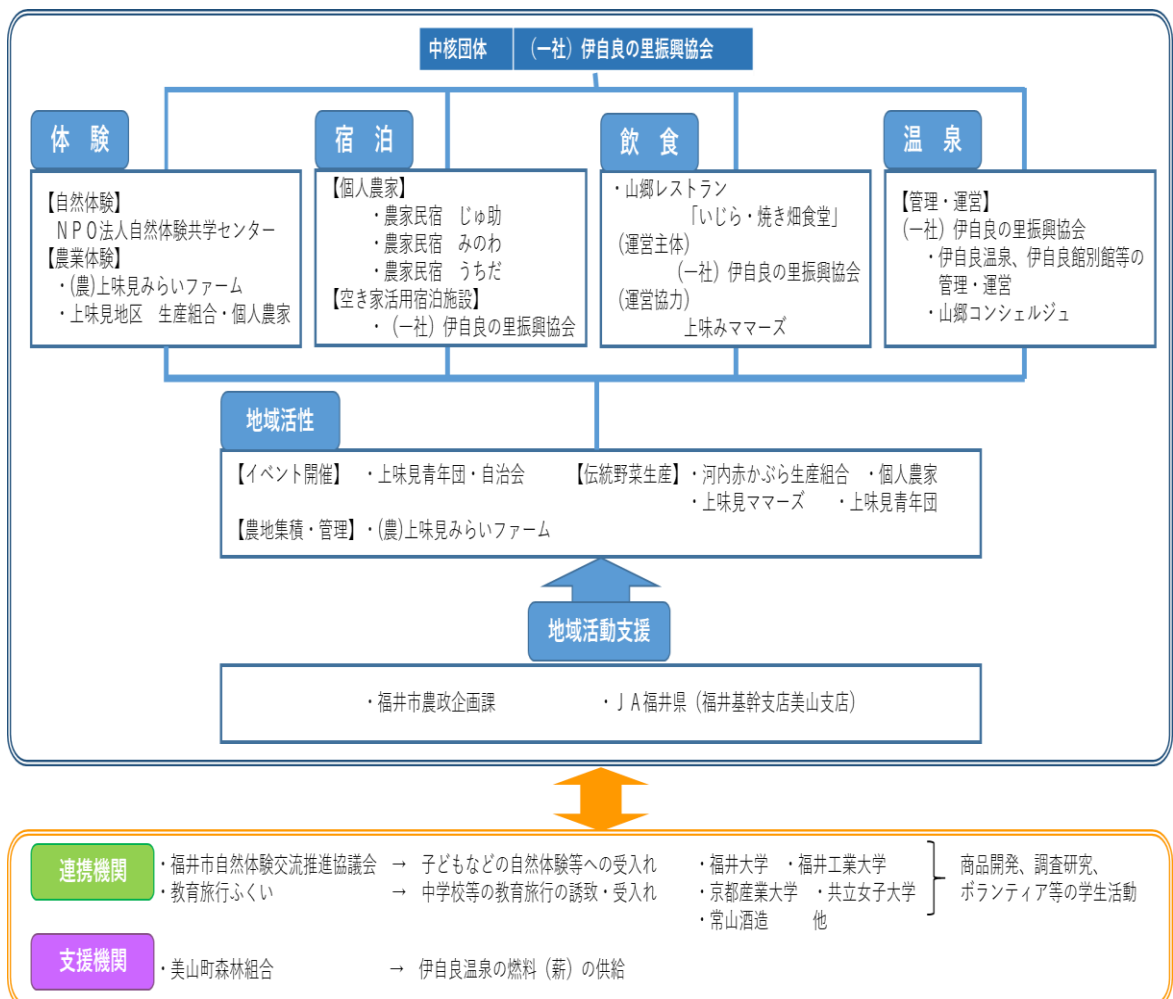 中核団体 (一社)伊自良の里振興協会
体 験
【自然体験】
NPO法人自然体験共学センター
【農業体験】
・(農)上味見みらいファーム
・上味見地区 生産組合・個人農家
宿 泊
【個人農家】
・農家民宿 じゅ助
・農家民宿 みのわ
・農家民宿 うちだ
【空き家活用宿泊施設】
・(一社)伊自良の里振興協会
飲 食
・山郷レストラン
「いじら・焼き畑食堂」
(運営主体)
(一社)伊自良の里振興協会
(運営協力)
上味みママーズ
温 泉
【管理・運営】
(一社)伊自良の里振興協会
・伊自良温泉、伊自良館別館等の
管理・運営
・山郷コンシェルジュ
地域活性
【イベント開催】 ・上味見青年団・自治会
【伝統野菜生産】・河内赤かぶら生産組合 ・個人農家
・上味見ママーズ ・上味見青年団
【農地集積・管理】・(農)上味見みらいファーム
地域活動支援
・福井市農政企画課 ・JA福井県(福井基幹支店美山支店)
連携機関
・福井市自然体験交流推進協議会 → 子どもなどの自然体験等への受入れ
・教育旅行ふくい → 中学校等の教育旅行の誘致・受入れ
・福井大学 ・福井工業大学
・京都産業大学 ・共立女子大学
・常山酒造 他
商品開発、調査研究、
ボランティア等の学生活動
支援機関
・美山町森林組合 → 伊自良温泉の燃料(薪)の供給